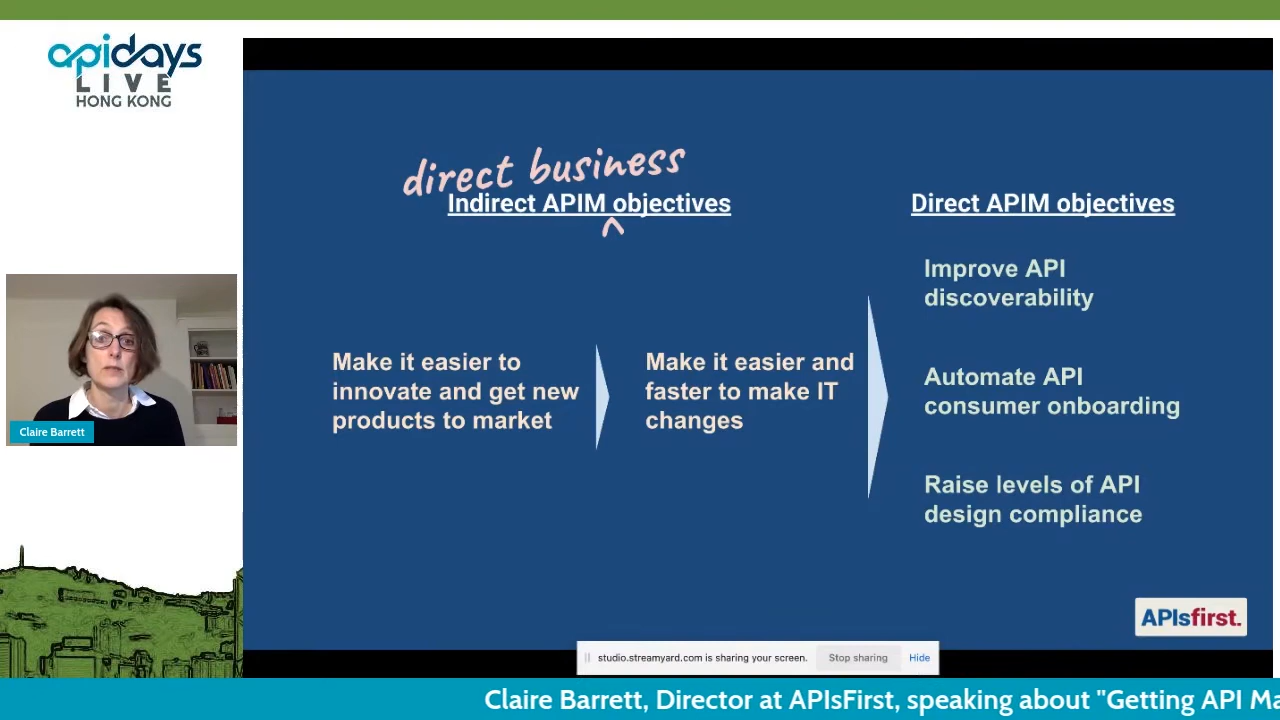 apidays
LIVE
HONG KONG
direct business
Indirect APIM objectives
^
Direct APIM objectives
Improve API
discoverability
Make it easier to
innovate and get new
products to market
Make it easier and
faster to make IT
changes
Automate API
consumer onboarding
Raise levels of API
design compliance
Claire Barrett
APIsfirst.
studio.streamyard.com is sharing your screen.
Stop sharing
Hide
Claire Barrett, Director at APIsFirst, speaking about "Getting API Ma